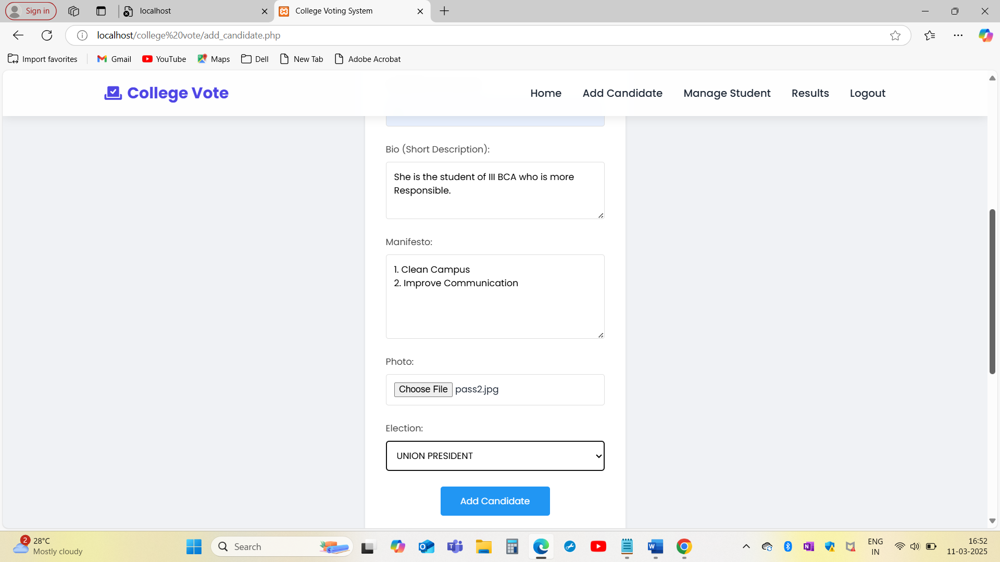 Sign in
localhost
College Voting System
localhost/college%20vote/add_candidate.php
Import favorites
Gmail
YouTube
Maps
Dell
New Tab
Adobe Acrobat
College Vote
Home
Add Candidate
Manage Student
Results
Logout
Bio (Short Description):
She is the student of III BCA who is more
Responsible.
Manifesto:
1. Clean Campus
2. Improve Communication
Photo:
Choose File pass2.jpg
Election:
UNION PRESIDENT
Add Candidate
2
28°C
Mostly cloudy
Search
ENG
IN
16:52
11-03-2025